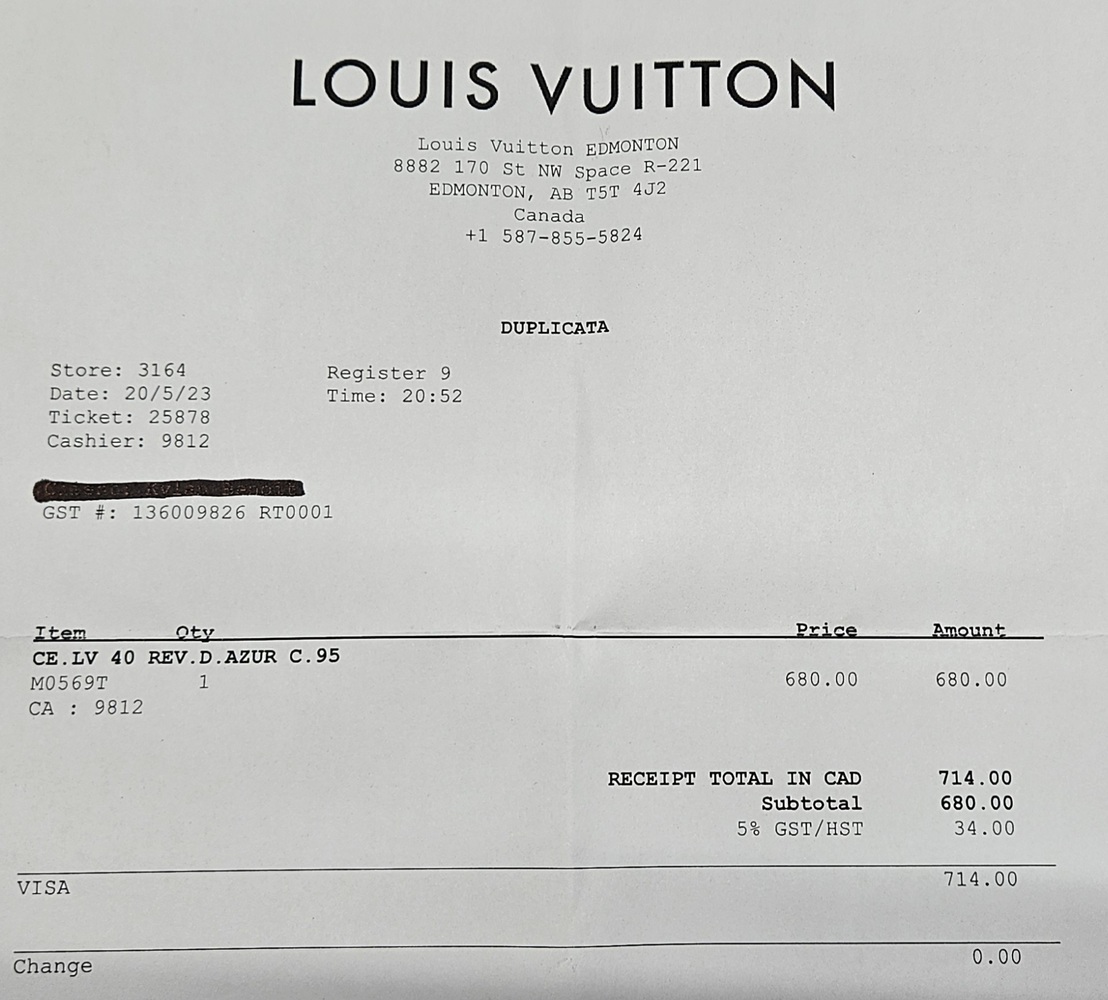 LOUIS VUITTON
Louis Vuitton EDMONTON
8882 170 St NW Space R-221
EDMONTON, AB T5T 4J2
Canada
+1 587-855-5824
DUPLICATA
Store: 3164 Register 9
Date: 20/5/23 Time: 20:52
Ticket: 25878
Cashier: 9812
GST #: 136009826 RT0001
Item Qty Price Amount
CE.LV 40 REV.D.AZUR C.95
M0569T 1 680.00 680.00
CA : 9812
RECEIPT TOTAL IN CAD 714.00
Subtotal 680.00
5% GST/HST 34.00
VISA 714.00
Change 0.00